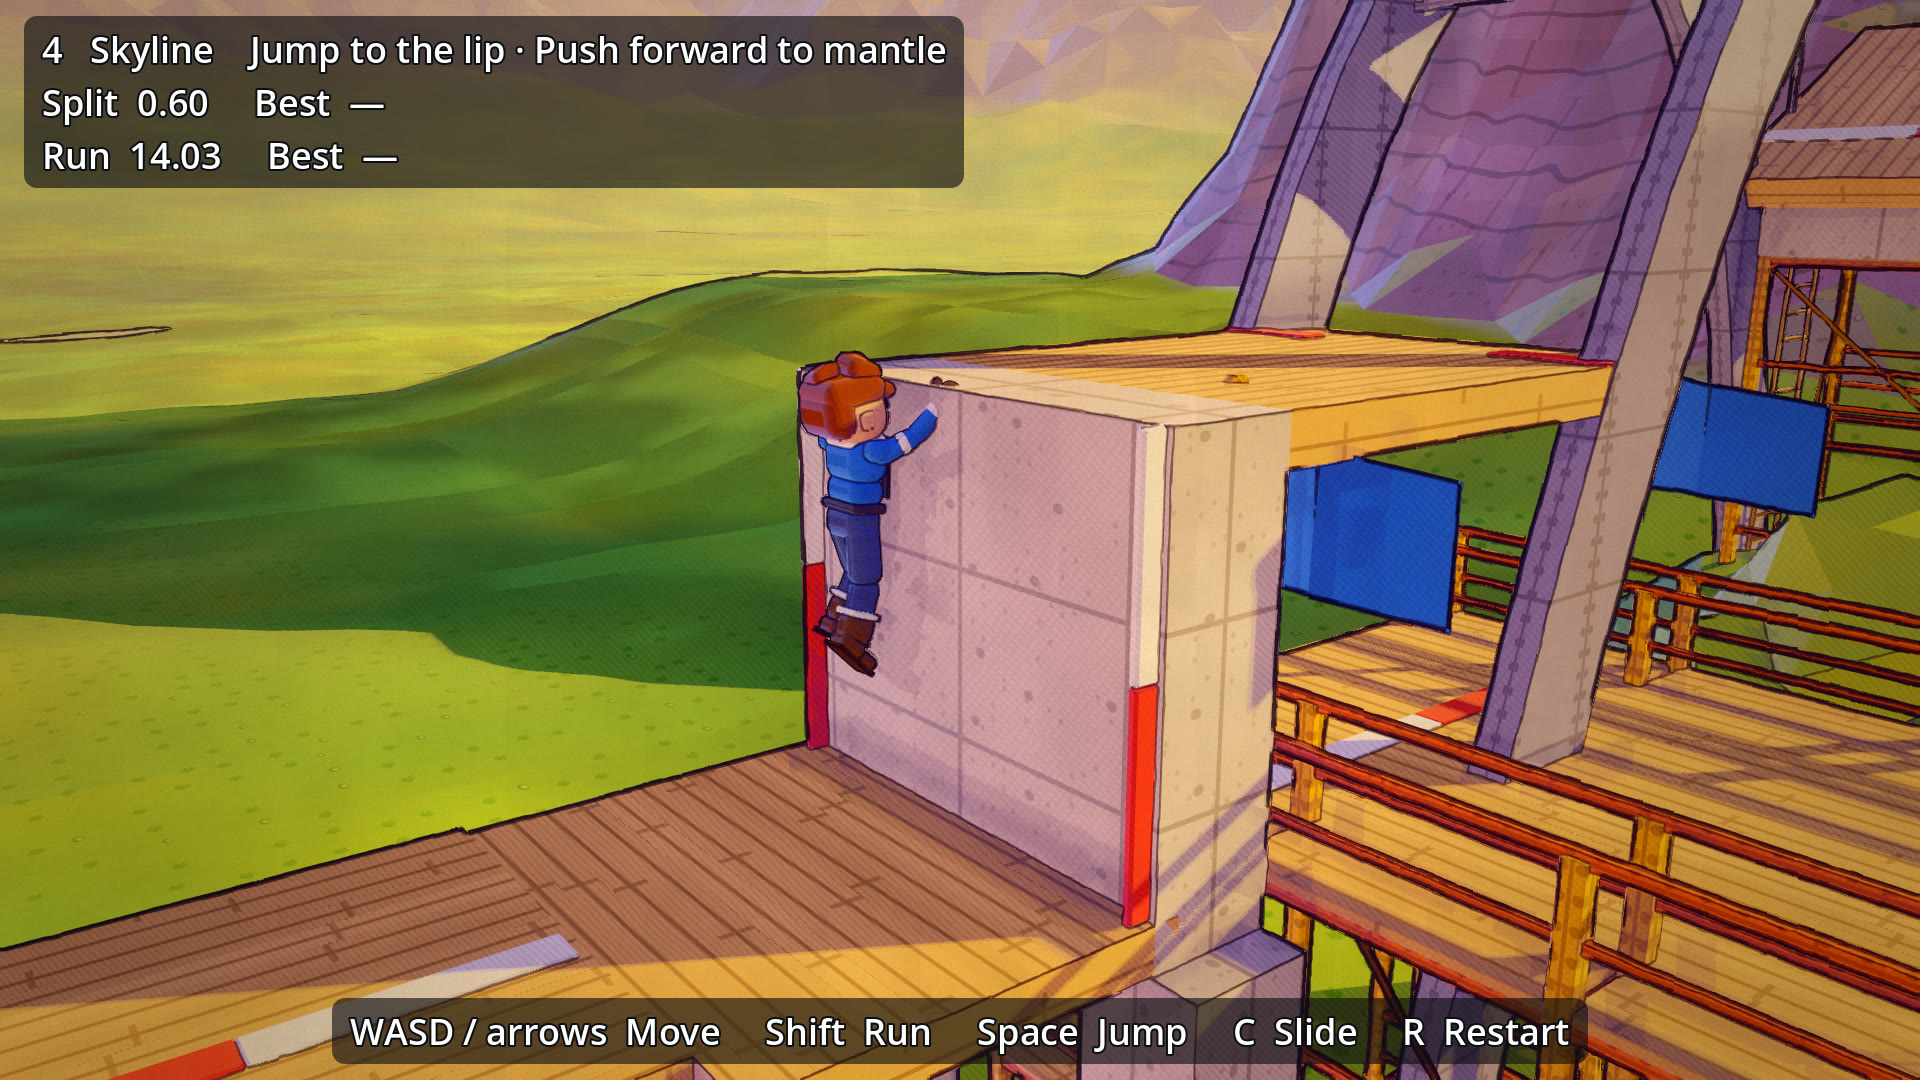 4 Skyline Jump to the lip · Push forward to mantle
Split 0.60 Best —
Run 14.03 Best —
WASD / arrows Move Shift Run Space Jump C Slide R Restart